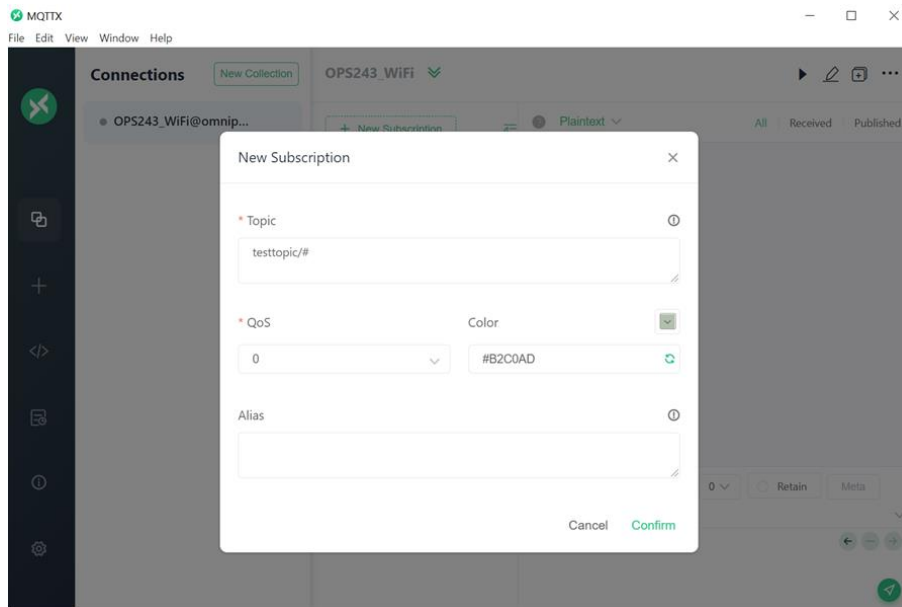 MQTTX
File Edit View Window Help
Connections
New Collection
OPS243_WiFi
OPS243_WiFi@omnip...
+ New Subscription
Plaintext
All Received Published
New Subscription
* Topic
testtopic/#
* QoS
Color
0
#B2C0AD
Alias
0
Retain
Meta
Cancel
Confirm